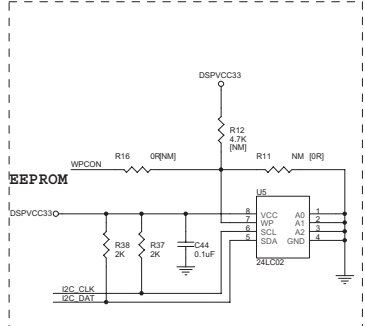 DSPVCC33
R12
4.7K
[NM]
R16 0R[NM]
R11 NM [0R]
WPCON
EEPROM
U5
DSPVCC33
8 VCC A0 1
7 WP A1 2
6 SCL A2 3
5 SDA GND 4
24LC02
R38
2K
R37
2K
C44
0.1uF
I2C_CLK
I2C_DAT